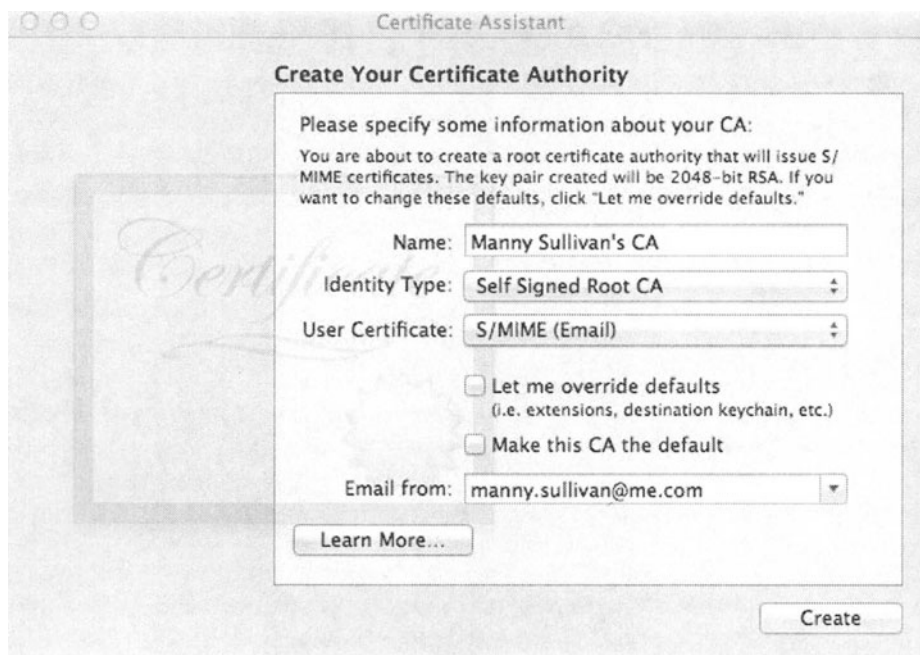 Certificate Assistant
Create Your Certificate Authority
Please specify some information about your CA:
You are about to create a root certificate authority that will issue S/
MIME certificates. The key pair created will be 2048-bit RSA. If you
want to change these defaults, click "Let me override defaults."
Name: Manny Sullivan's CA
Certificate
Identity Type: Self Signed Root CA
User Certificate: S/MIME (Email)
Let me override defaults
(i.e. extensions, destination keychain, etc.)
Make this CA the default
Email from: manny.sullivan@me.com
Learn More...
Create